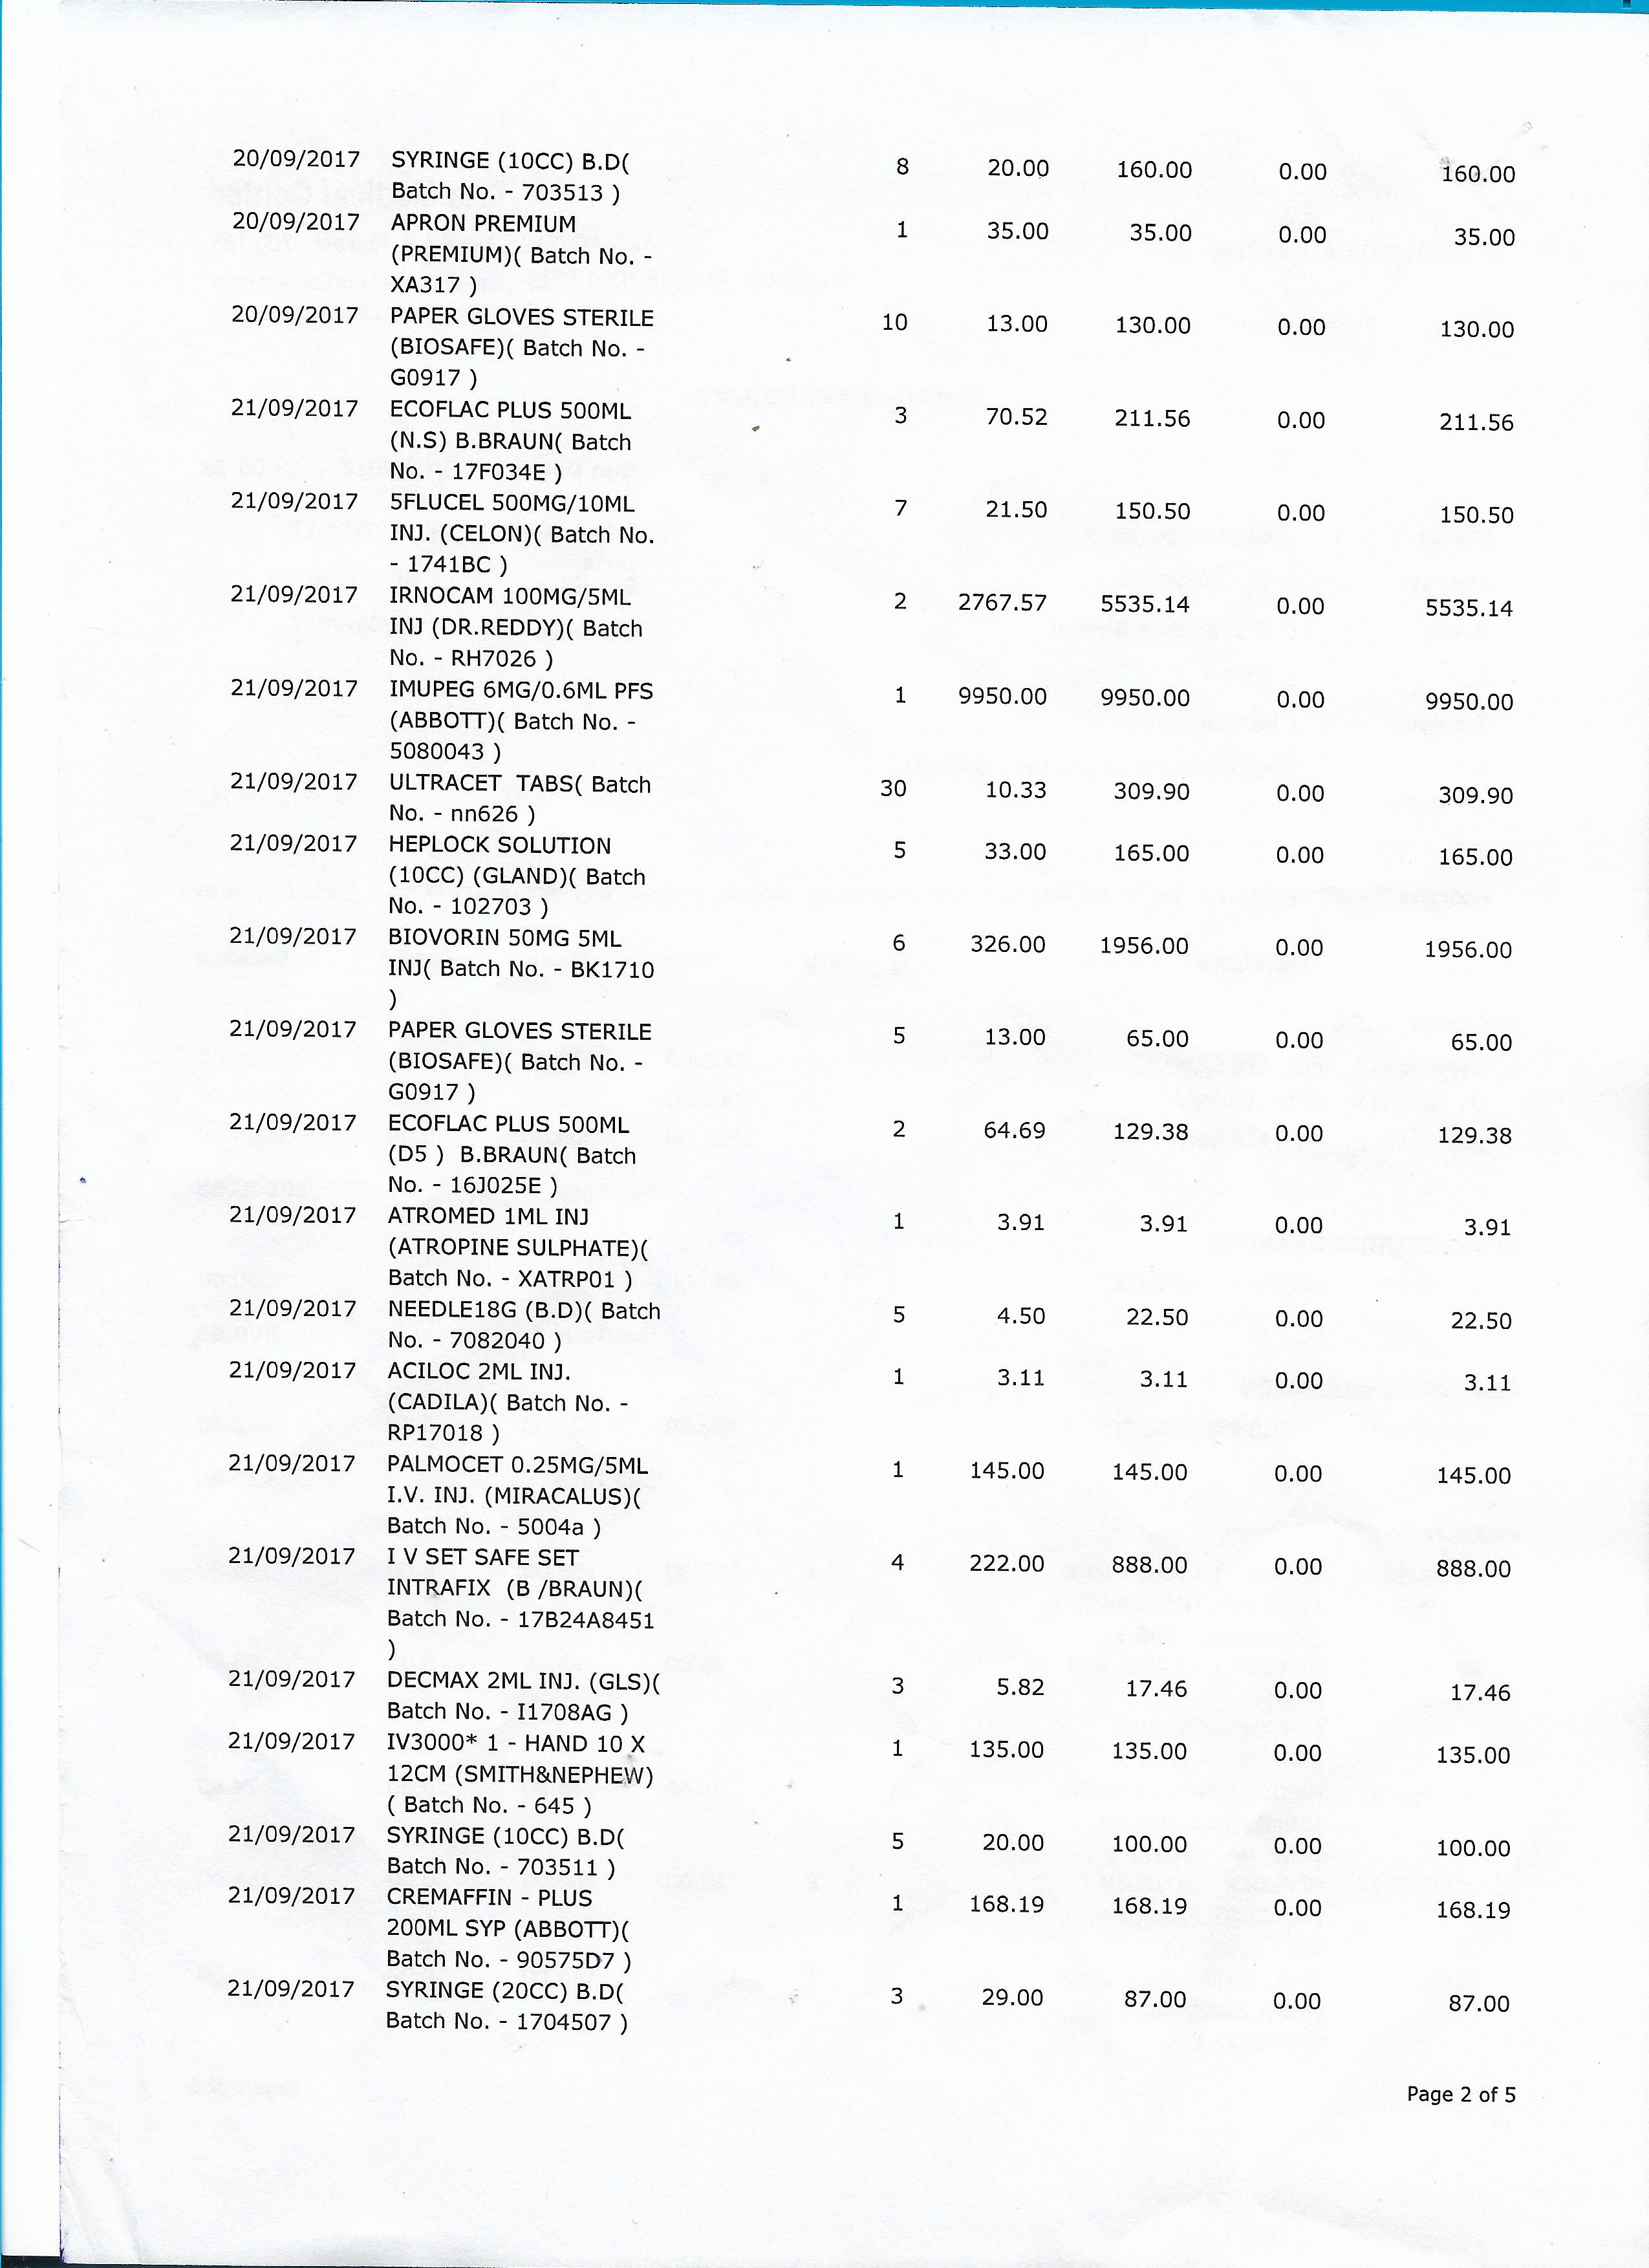 20/09/2017 SYRINGE (10CC) B.D( 8 20.00 160.00 0.00 160.00
Batch No. - 703513 )
20/09/2017 APRON PREMIUM 1 35.00 35.00 0.00 35.00
(PREMIUM)( Batch No. -
XA317 )
20/09/2017 PAPER GLOVES STERILE 10 13.00 130.00 0.00 130.00
(BIOSAFE)( Batch No. -
G0917 )
21/09/2017 ECOFLAC PLUS 500ML 3 70.52 211.56 0.00 211.56
(N.S) B.BRAUN( Batch
No. - 17F034E )
21/09/2017 5FLUCEL 500MG/10ML 7 21.50 150.50 0.00 150.50
INJ. (CELON)( Batch No.
- 1741BC )
21/09/2017 IRNOCAM 100MG/5ML 2 2767.57 5535.14 0.00 5535.14
INJ (DR.REDDY)( Batch
No. - RH7026 )
21/09/2017 IMUPEG 6MG/0.6ML PFS 1 9950.00 9950.00 0.00 9950.00
(ABBOTT)( Batch No. -
5080043 )
21/09/2017 ULTRACET TABS( Batch 30 10.33 309.90 0.00 309.90
No. - nn626 )
21/09/2017 HEPLOCK SOLUTION 5 33.00 165.00 0.00 165.00
(10CC) (GLAND)( Batch
No. - 102703 )
21/09/2017 BIOVORIN 50MG 5ML 6 326.00 1956.00 0.00 1956.00
INJ( Batch No. - BK1710
)
21/09/2017 PAPER GLOVES STERILE 5 13.00 65.00 0.00 65.00
(BIOSAFE)( Batch No. -
G0917 )
21/09/2017 ECOFLAC PLUS 500ML 2 64.69 129.38 0.00 129.38
(D5 ) B.BRAUN( Batch
No. - 16J025E )
21/09/2017 ATROMED 1ML INJ 1 3.91 3.91 0.00 3.91
(ATROPINE SULPHATE)(
Batch No. - XATRP01 )
21/09/2017 NEEDLE18G (B.D)( Batch 5 4.50 22.50 0.00 22.50
No. - 7082040 )
21/09/2017 ACILOC 2ML INJ. 1 3.11 3.11 0.00 3.11
(CADILA)( Batch No. -
RP17018 )
21/09/2017 PALMOCET 0.25MG/5ML 1 145.00 145.00 0.00 145.00
I.V. INJ. (MIRACALUS)(
Batch No. - 5004a )
21/09/2017 I V SET SAFE SET 4 222.00 888.00 0.00 888.00
INTRAFIX (B /BRAUN)(
Batch No. - 17B24A8451
)
21/09/2017 DECMAX 2ML INJ. (GLS)( 3 5.82 17.46 0.00 17.46
Batch No. - I1708AG )
21/09/2017 IV3000* 1 - HAND 10 X 1 135.00 135.00 0.00 135.00
12CM (SMITH&NEPHEW)
( Batch No. - 645 )
21/09/2017 SYRINGE (10CC) B.D( 5 20.00 100.00 0.00 100.00
Batch No. - 703511 )
21/09/2017 CREMAFFIN - PLUS 1 168.19 168.19 0.00 168.19
200ML SYP (ABBOTT)(
Batch No. - 90575D7 )
21/09/2017 SYRINGE (20CC) B.D( 3 29.00 87.00 0.00 87.00
Batch No. - 1704507 )
Page 2 of 5